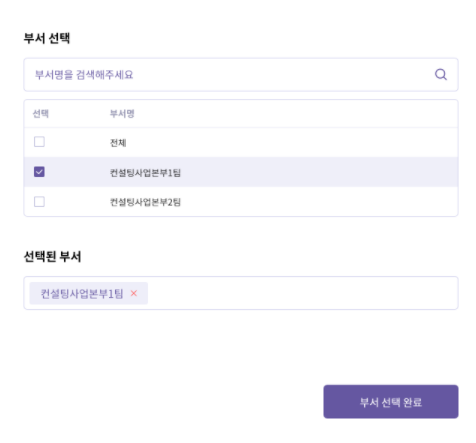 부서 선택
부서명을 검색해주세요
선택 부서명
전체
컨설팅사업본부1팀
컨설팅사업본부2팀
선택된 부서
컨설팅사업본부1팀 ×
부서 선택 완료